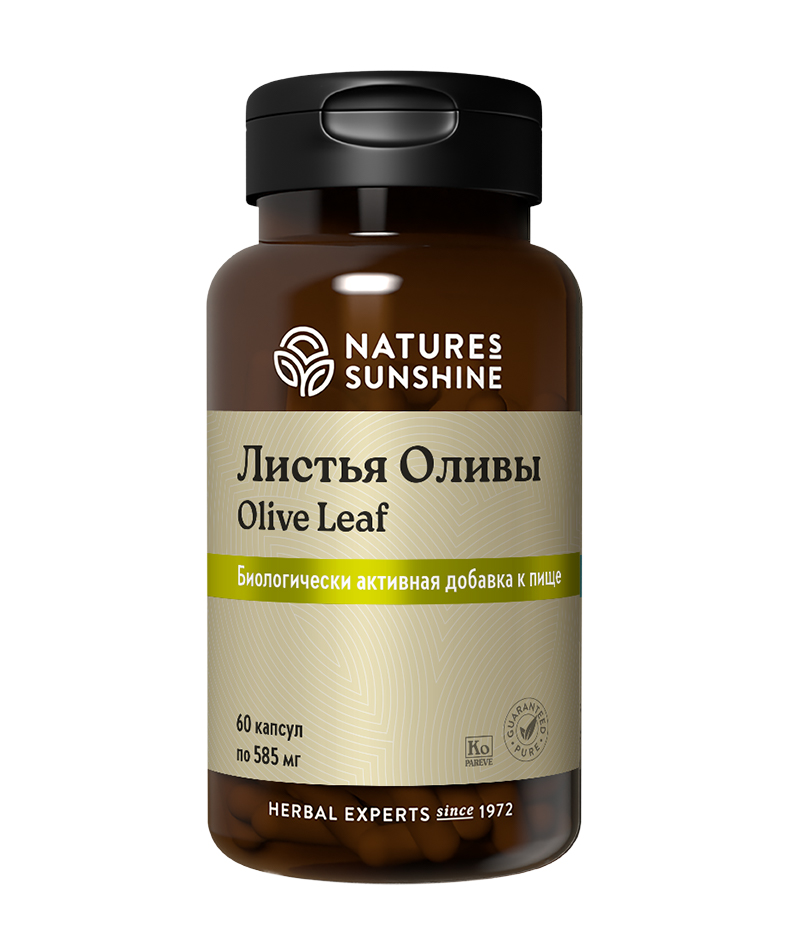 NATURES
SUNSHINE
Листья Оливы
Olive Leaf
Биологически активная добавка к пище
60 капсул
по 585 мг
Ko
PAREVE
GUARANTEED
PURE
HERBAL EXPERTS since 1972